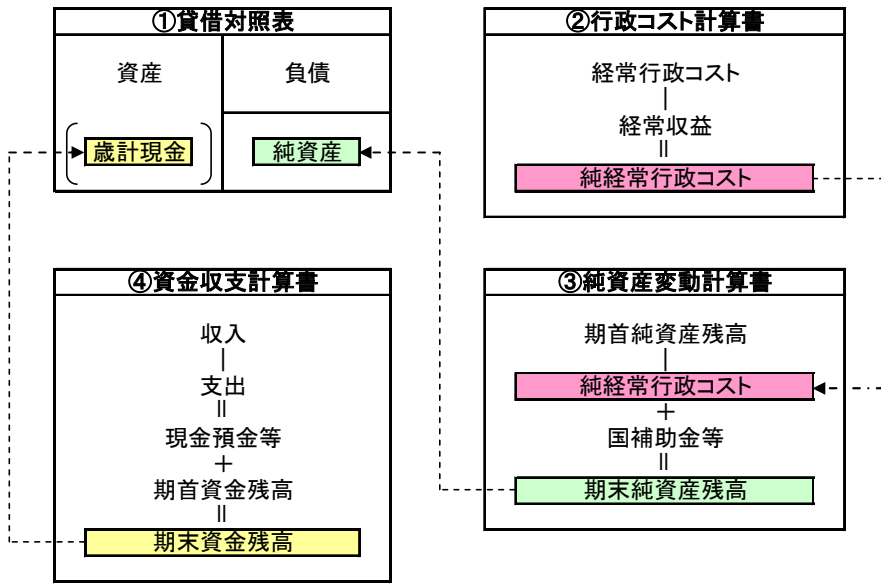 ①貸借対照表
資産
負債
歳計現金
純資産
②行政コスト計算書
経常行政コスト
|
経常収益
||
純経常行政コスト
④資金収支計算書
収入
|
支出
||
現金預金等
+
期首資金残高
||
期末資金残高
③純資産変動計算書
期首純資産残高
|
純経常行政コスト
+
国補助金等
||
期末純資産残高